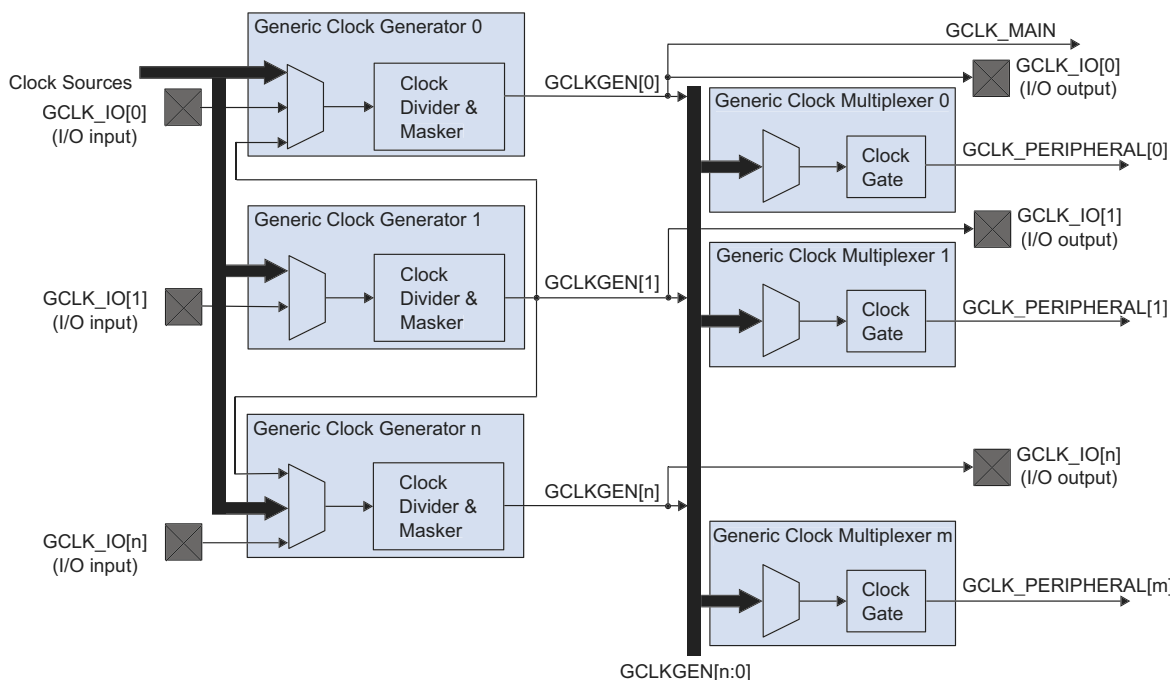 Generic Clock Generator 0
Clock Sources
GCLK_IO[0]
(I/O input)
Clock
Divider &
Masker
GCLKGEN[0]
GCLK_MAIN
GCLK_IO[0]
(I/O output)
Generic Clock Multiplexer 0
Clock
Gate
GCLK_PERIPHERAL[0]
Generic Clock Generator 1
GCLK_IO[1]
(I/O input)
Clock
Divider &
Masker
GCLKGEN[1]
GCLK_IO[1]
(I/O output)
Generic Clock Multiplexer 1
Clock
Gate
GCLK_PERIPHERAL[1]
Generic Clock Generator n
GCLK_IO[n]
(I/O input)
Clock
Divider &
Masker
GCLKGEN[n]
GCLK_IO[n]
(I/O output)
Generic Clock Multiplexer m
Clock
Gate
GCLK_PERIPHERAL[m]
GCLKGEN[n:0]